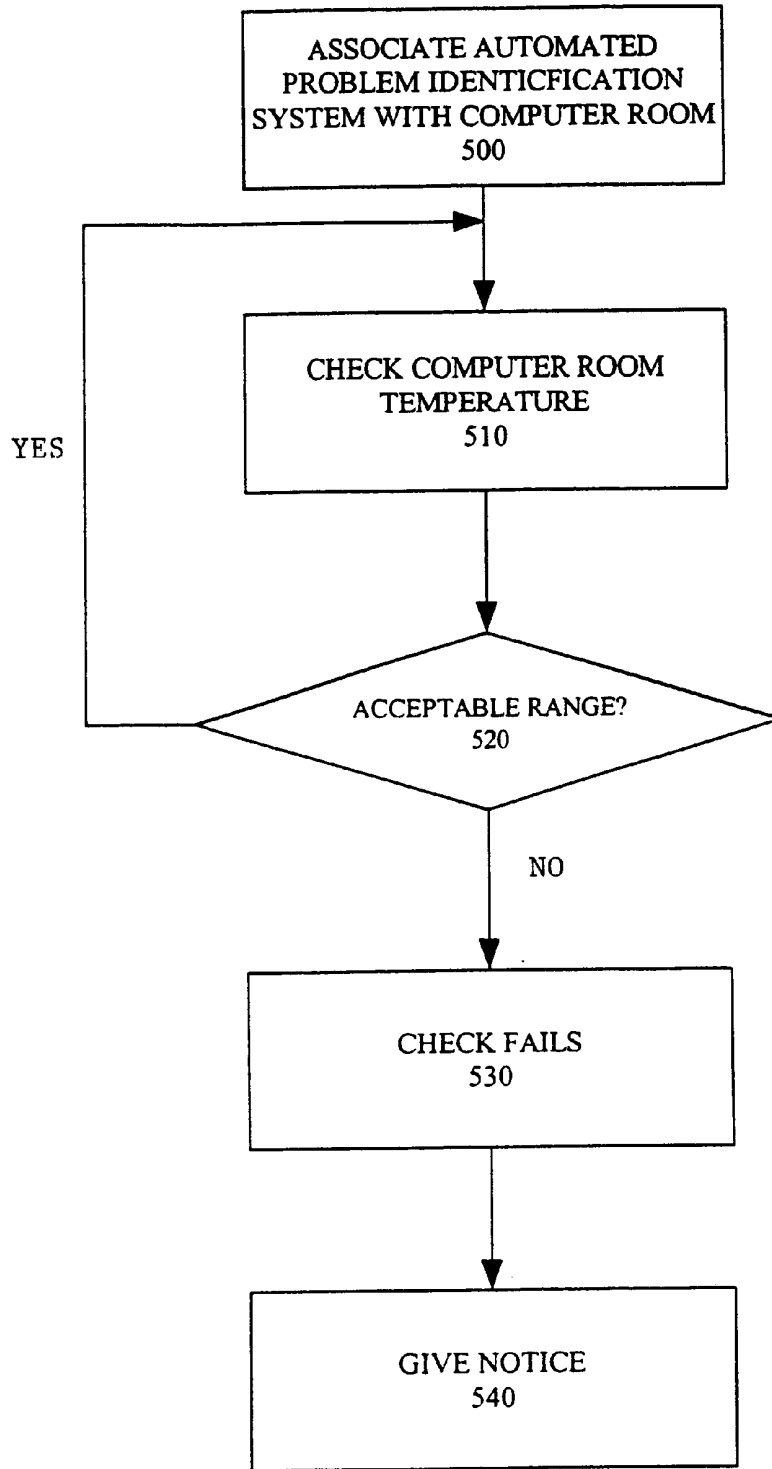 ASSOCIATE AUTOMATED
PROBLEM IDENTICFICATION
SYSTEM WITH COMPUTER ROOM
500
CHECK COMPUTER ROOM
TEMPERATURE
510
YES
ACCEPTABLE RANGE?
520
NO
CHECK FAILS
530
GIVE NOTICE
540